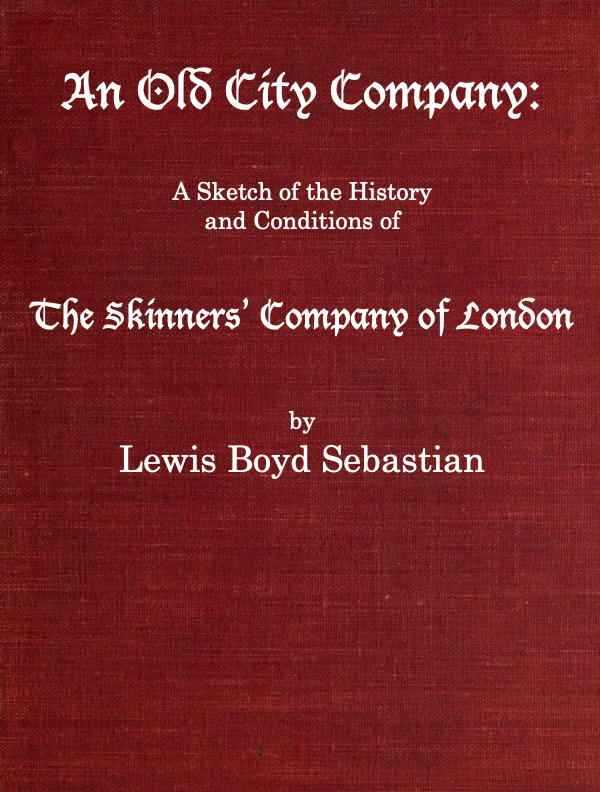 An Old City Company:
A Sketch of the History
and Conditions of
The Skinners’ Company of London
by
Lewis Boyd Sebastian